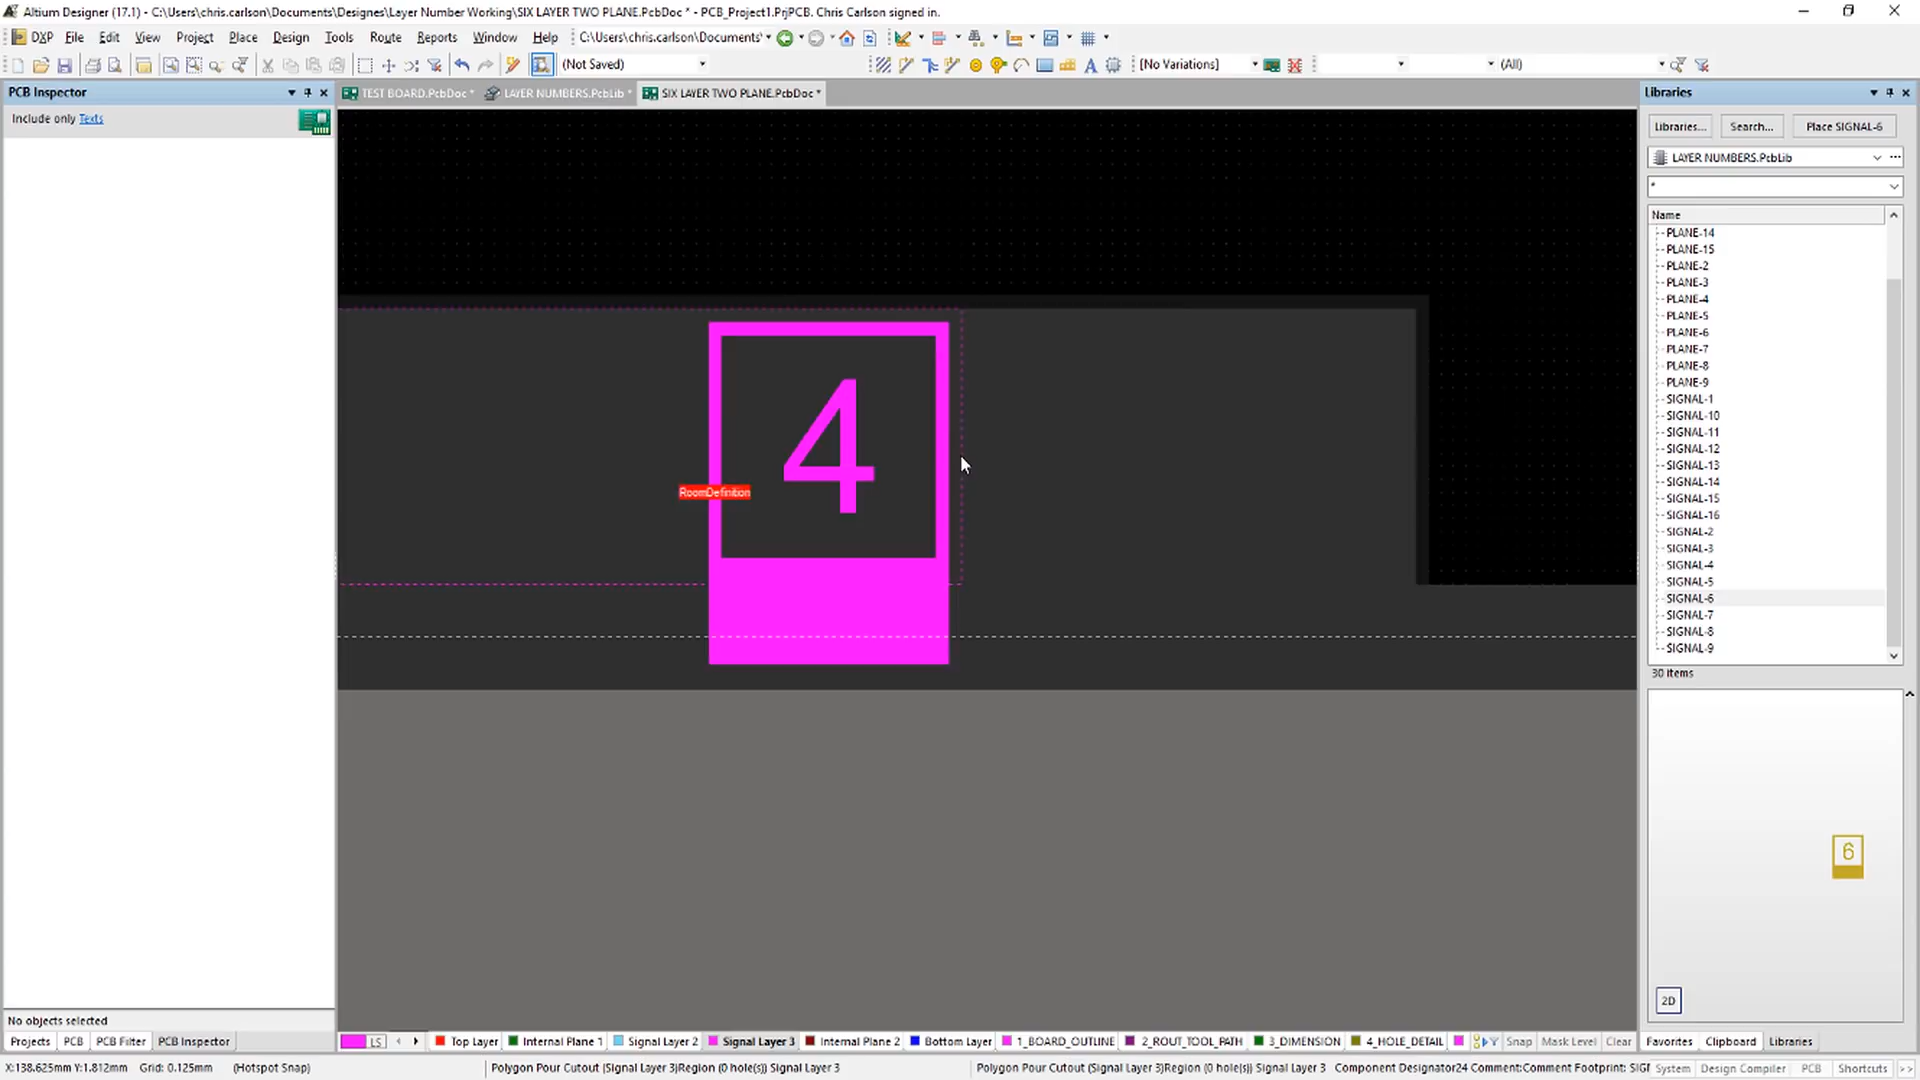 Altium Designer (17.1) - C:\Users\chris.carlson\Documents\Designes\Layer Number Working\SIX LAYER TWO PLANE.PcbDoc * - PCB_Project1.PrjPCB. Chris Carlson signed in.
DXP File Edit View Project Place Design Tools Route Reports Window Help C:\Users\chris.carlson\Documents'
(Not Saved) A [No Variations] (All)
PCB Inspector
TEST BOARD.PcbDoc * LAYER NUMBERS.PcbLib * SIX LAYER TWO PLANE.PcbDoc *
Libraries
Include only Texts
Libraries... Search... Place SIGNAL-6
LAYER NUMBERS.PcbLib ...
*
Name
PLANE-14
PLANE-15
PLANE-2
PLANE-3
PLANE-4
PLANE-5
PLANE-6
PLANE-7
PLANE-8
PLANE-9
SIGNAL-1
SIGNAL-10
SIGNAL-11
SIGNAL-12
SIGNAL-13
SIGNAL-14
SIGNAL-15
SIGNAL-16
SIGNAL-2
SIGNAL-3
SIGNAL-4
SIGNAL-5
SIGNAL-6
SIGNAL-7
SIGNAL-8
SIGNAL-9
30 items
4
RoomDefinition
6
2D
No objects selected
Projects PCB PCB Filter PCB Inspector
LS Top Layer Internal Plane 1 Signal Layer 2 Signal Layer 3 Internal Plane 2 Bottom Layer 1_BOARD_OUTLINE 2_ROUT_TOOL_PATH 3_DIMENSION 4_HOLE_DETAIL Snap Mask Level Clear
Favorites Clipboard Libraries
X:138.625mm Y:1.812mm Grid: 0.125mm (Hotspot Snap) Polygon Pour Cutout (Signal Layer 3)Region (0 hole(s)) Signal Layer 3 Polygon Pour Cutout (Signal Layer 3)Region (0 hole(s)) Signal Layer 3 Component Designator24 Comment:Comment Footprint: SIGN System Design Compiler PCB Shortcuts >>